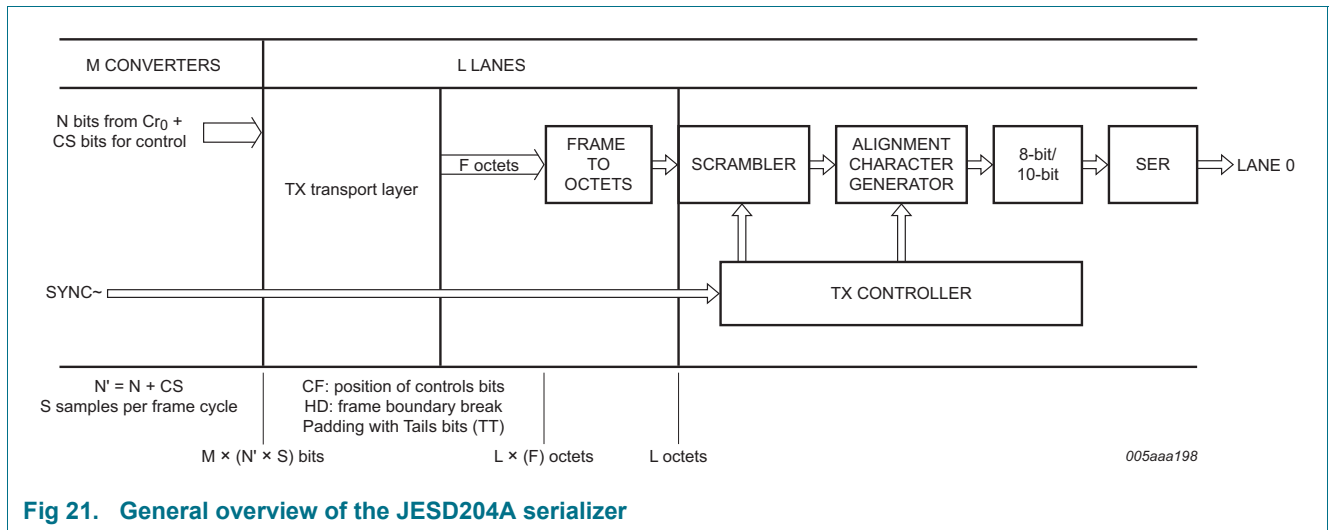 M CONVERTERS
L LANES
N bits from Cr0 +
CS bits for control
TX transport layer
F octets
FRAME
TO
OCTETS
SCRAMBLER
ALIGNMENT
CHARACTER
GENERATOR
8-bit/
10-bit
SER
LANE 0
SYNC~
TX CONTROLLER
N' = N + CS
S samples per frame cycle
CF: position of controls bits
HD: frame boundary break
Padding with Tails bits (TT)
M × (N' × S) bits
L × (F) octets
L octets
005aaa198
Fig 21. General overview of the JESD204A serializer